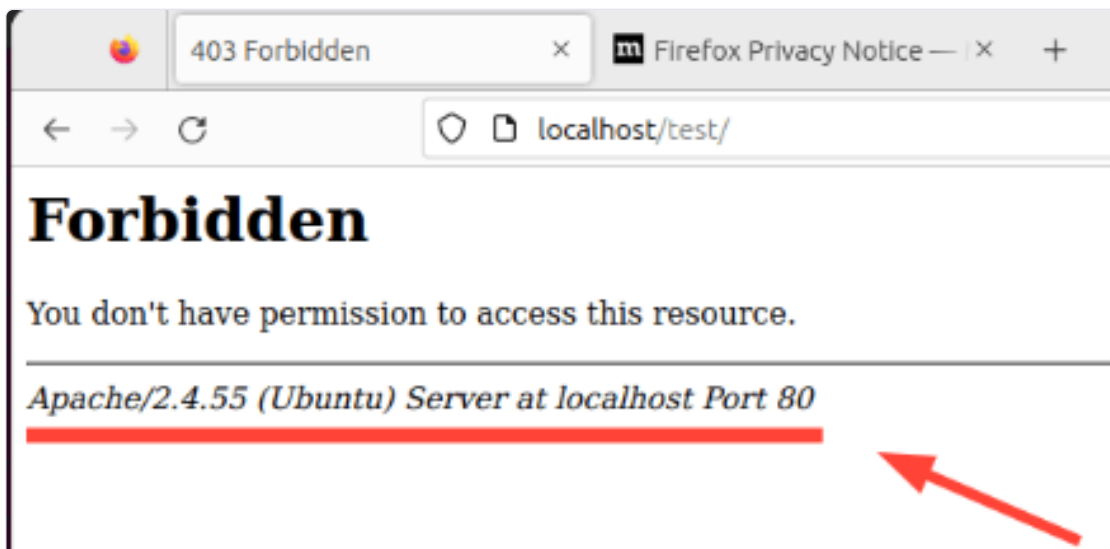 403 Forbidden
m Firefox Privacy Notice —
localhost/test/
Forbidden
You don't have permission to access this resource.
Apache/2.4.55 (Ubuntu) Server at localhost Port 80